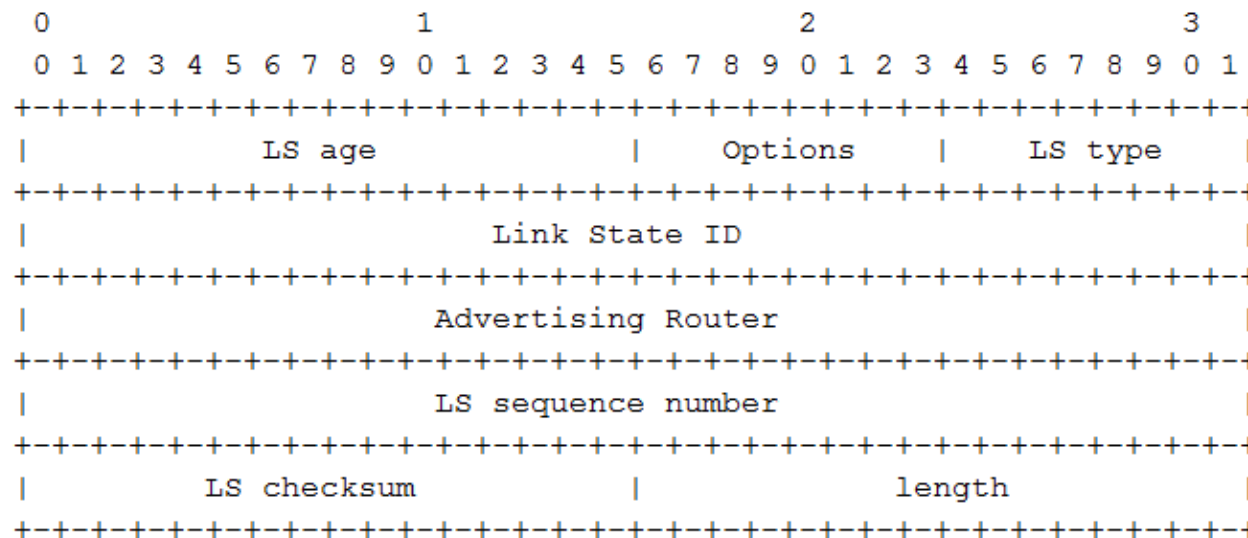 0 1 2 3
0 1 2 3 4 5 6 7 8 9 0 1 2 3 4 5 6 7 8 9 0 1 2 3 4 5 6 7 8 9 0 1
+-+-+-+-+-+-+-+-+-+-+-+-+-+-+-+-+-+-+-+-+-+-+-+-+-+-+-+-+-+-+-+-+
| LS age | Options | LS type |
+-+-+-+-+-+-+-+-+-+-+-+-+-+-+-+-+-+-+-+-+-+-+-+-+-+-+-+-+-+-+-+-+
| Link State ID |
+-+-+-+-+-+-+-+-+-+-+-+-+-+-+-+-+-+-+-+-+-+-+-+-+-+-+-+-+-+-+-+-+
| Advertising Router |
+-+-+-+-+-+-+-+-+-+-+-+-+-+-+-+-+-+-+-+-+-+-+-+-+-+-+-+-+-+-+-+-+
| LS sequence number |
+-+-+-+-+-+-+-+-+-+-+-+-+-+-+-+-+-+-+-+-+-+-+-+-+-+-+-+-+-+-+-+-+
| LS checksum | length |
+-+-+-+-+-+-+-+-+-+-+-+-+-+-+-+-+-+-+-+-+-+-+-+-+-+-+-+-+-+-+-+-+